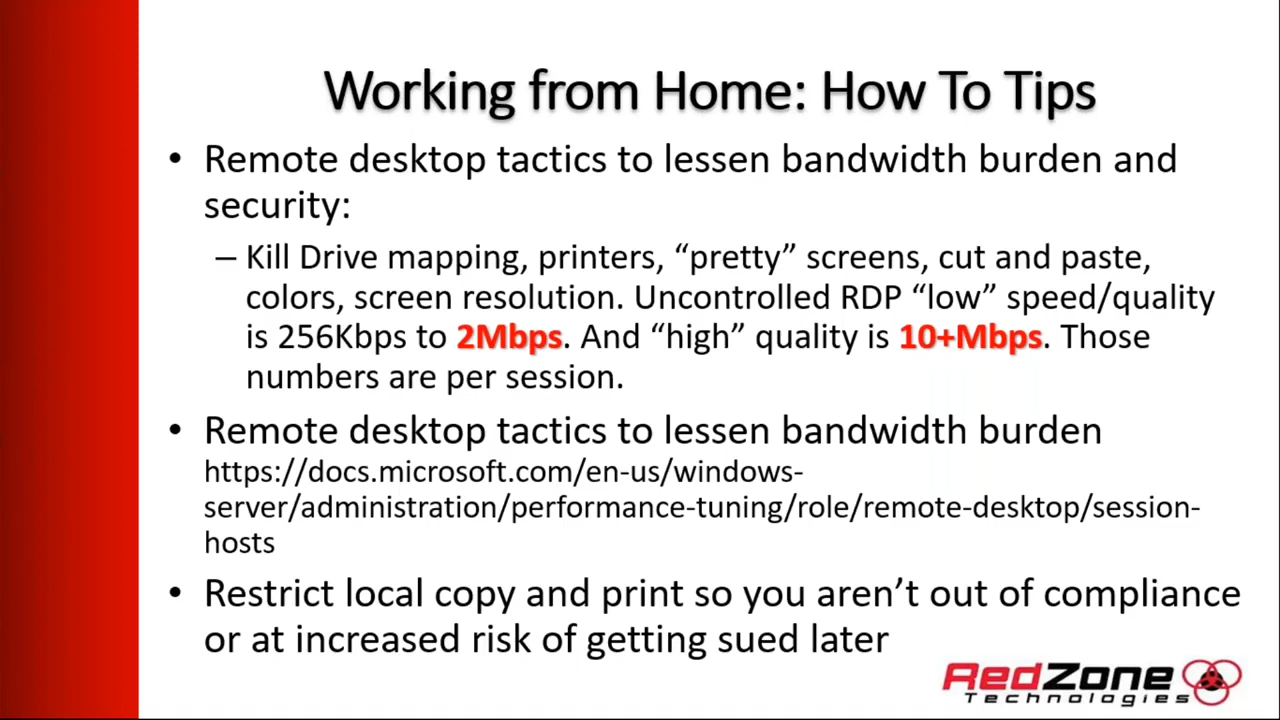 Working from Home: How To Tips
• Remote desktop tactics to lessen bandwidth burden and
security:
– Kill Drive mapping, printers, “pretty” screens, cut and paste,
colors, screen resolution. Uncontrolled RDP “low” speed/quality
is 256Kbps to 2Mbps. And “high” quality is 10+Mbps. Those
numbers are per session.
• Remote desktop tactics to lessen bandwidth burden
https://docs.microsoft.com/en-us/windows-
server/administration/performance-tuning/role/remote-desktop/session-
hosts
• Restrict local copy and print so you aren’t out of compliance
or at increased risk of getting sued later
RedZone
Technologies